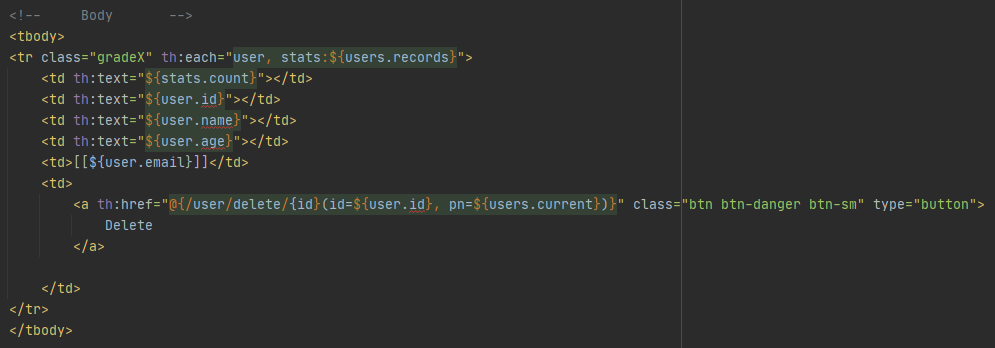 <!--     Body       -->
<tbody>
<tr class="gradeX" th:each="user, stats:${users.records}">
    <td th:text="${stats.count}"></td>
    <td th:text="${user.id}"></td>
    <td th:text="${user.name}"></td>
    <td th:text="${user.age}"></td>
    <td>[[${user.email}]]</td>
    <td>
        <a th:href="@{/user/delete/{id}(id=${user.id}, pn=${users.current})}" class="btn btn-danger btn-sm" type="button">
            Delete
        </a>

    </td>
</tr>
</tbody>